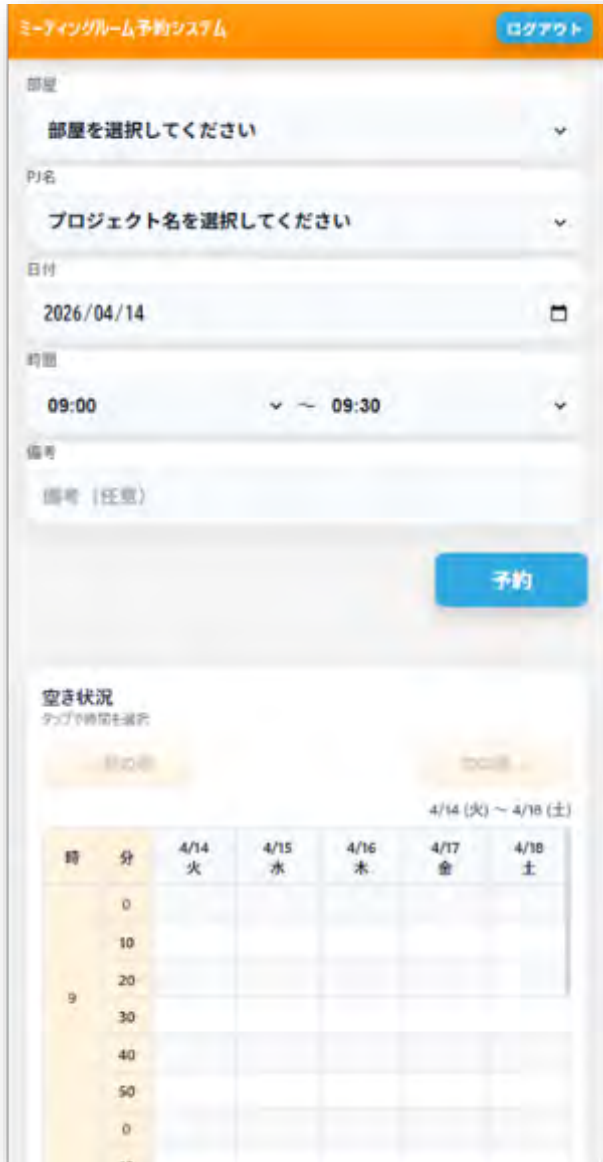 ミーティングルーム予約システム
ログアウト
部屋
部屋を選択してください
PJ名
プロジェクト名を選択してください
日付
2026/04/14
時間
09:00 ～ 09:30
備考
備考 (任意)
予約
空き状況
タップで時間を選択
4/14 (火) ～ 4/18 (土)
時 分 4/14 4/15 4/16 4/17 4/18
火 水 木 金 土
0
10
20
9
30
40
50
0